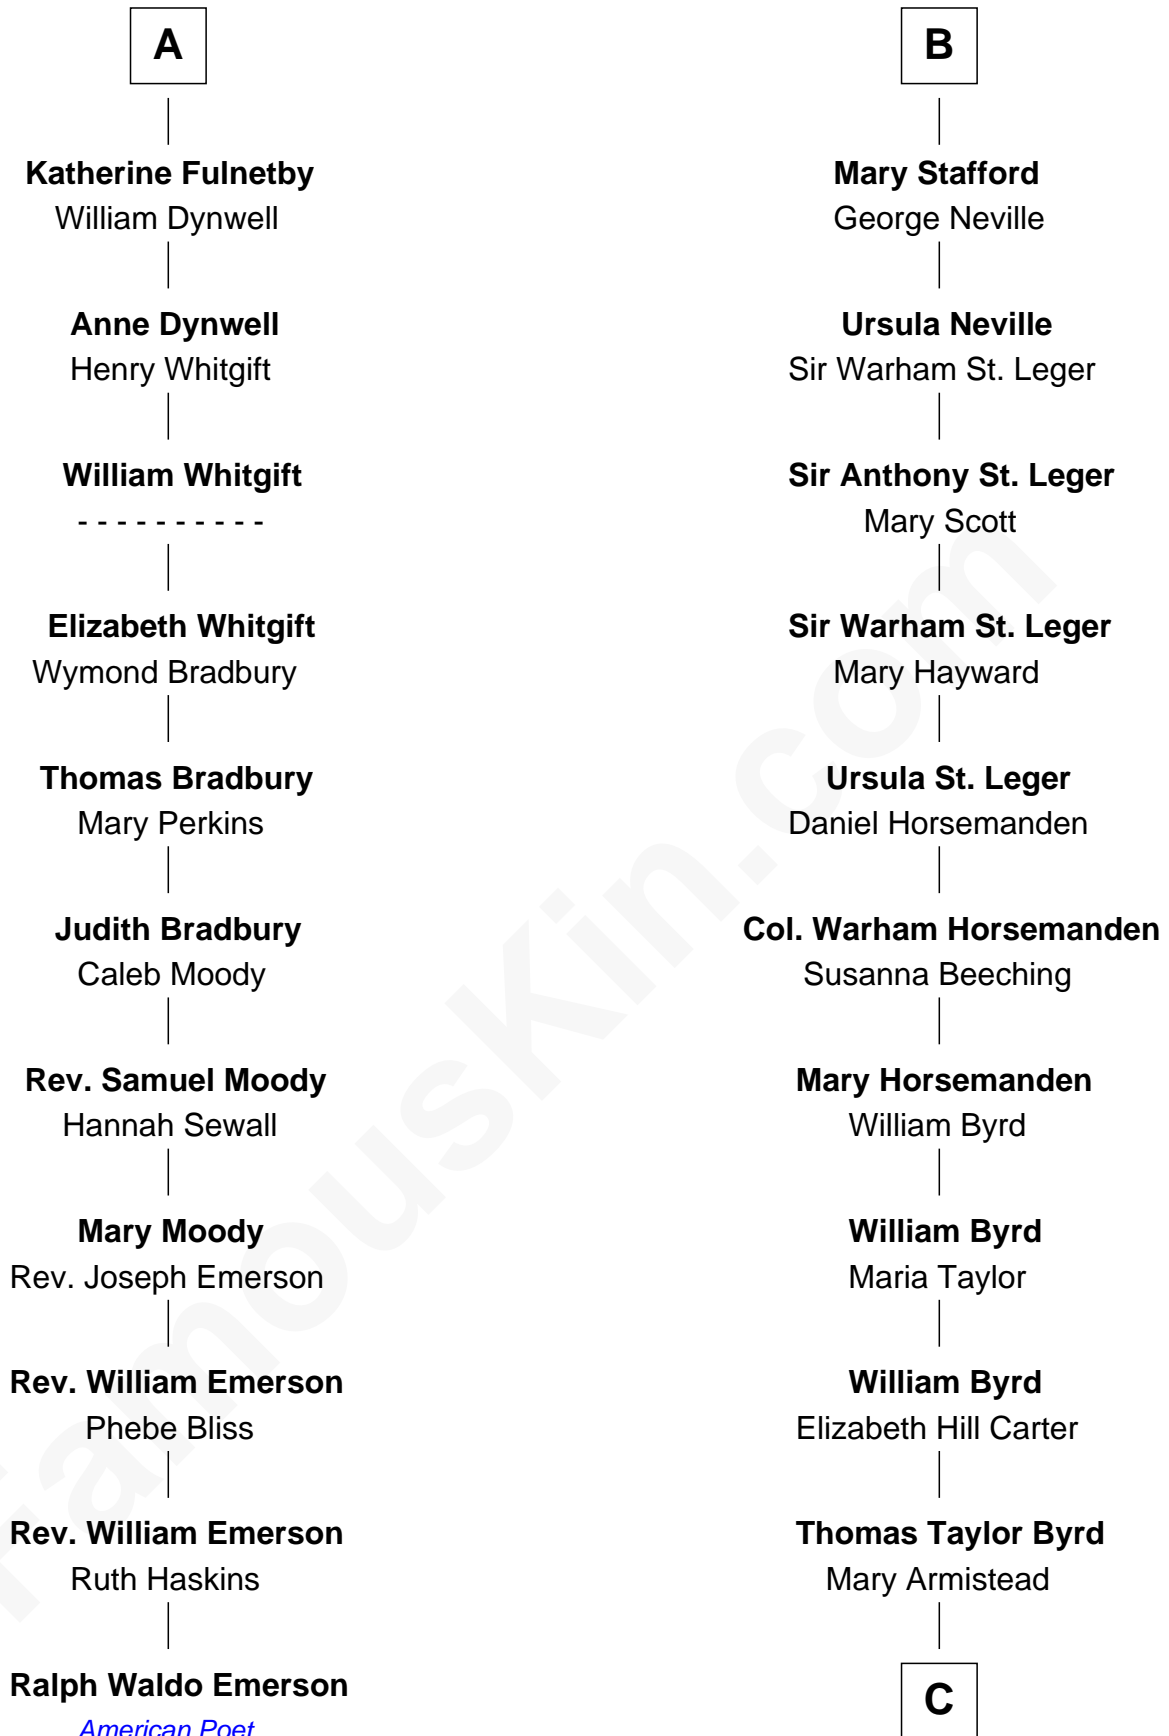 A
Katherine Fulnetby
William Dynwell
Anne Dynwell
Henry Whitgift
William Whitgift
- - - - - - - - - -
Elizabeth Whitgift
Wymond Bradbury
Thomas Bradbury
Mary Perkins
Judith Bradbury
Caleb Moody
Rev. Samuel Moody
Hannah Sewall
Mary Moody
Rev. Joseph Emerson
Rev. William Emerson
Phebe Bliss
Rev. William Emerson
Ruth Haskins
Ralph Waldo Emerson
American Poet
B
Mary Stafford
George Neville
Ursula Neville
Sir Warham St. Leger
Sir Anthony St. Leger
Mary Scott
Sir Warham St. Leger
Mary Hayward
Ursula St. Leger
Daniel Horsemanden
Col. Warham Horsemanden
Susanna Beeching
Mary Horsemanden
William Byrd
William Byrd
Maria Taylor
William Byrd
Elizabeth Hill Carter
Thomas Taylor Byrd
Mary Armistead
C
FamousKin.com